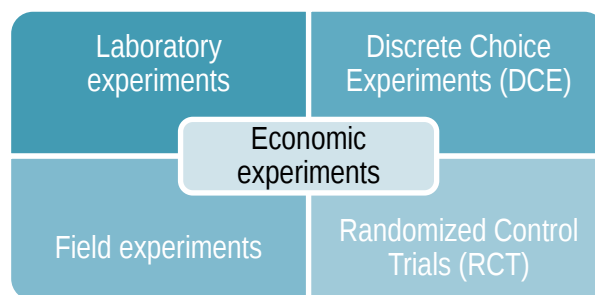 Laboratory
experiments
Discrete Choice
Experiments (DCE)
Economic
experiments
Field experiments
Randomized Control
Trials (RCT)